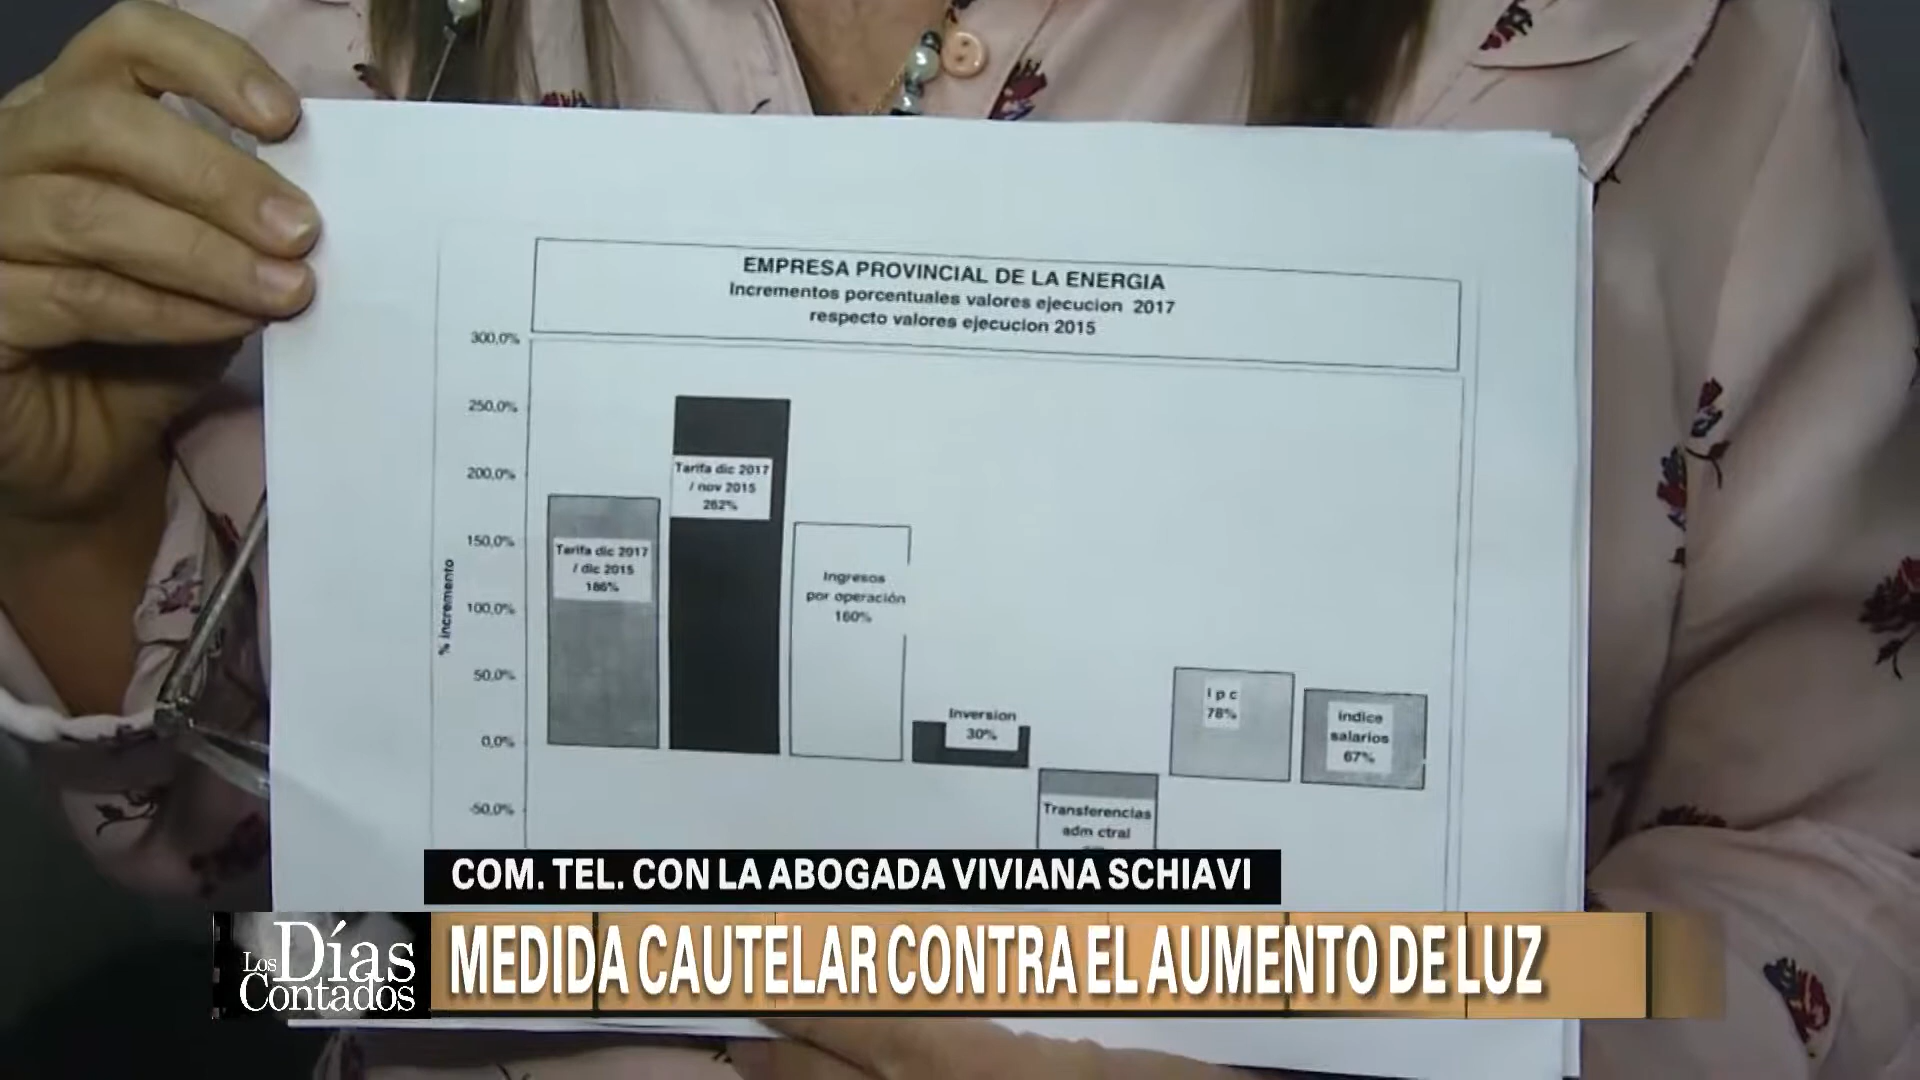 EMPRESA PROVINCIAL DE LA ENERGIA
Incrementos porcentuales valores ejecucion 2017
respecto valores ejecucion 2015
300,0%
250,0%
200,0%
150,0%
100,0%
50,0%
0,0%
-50,0%
% incremento
Tarifa dic 2017
/ dic 2015
186%
Tarifa dic 2017
/ nov 2015
262%
Ingresos
por operación
160%
Inversion
30%
Transferencias
adm ctral
I p c
78%
indice
salarios
67%
COM. TEL. CON LA ABOGADA VIVIANA SCHIAVI
Los Días
Contados
MEDIDA CAUTELAR CONTRA EL AUMENTO DE LUZ